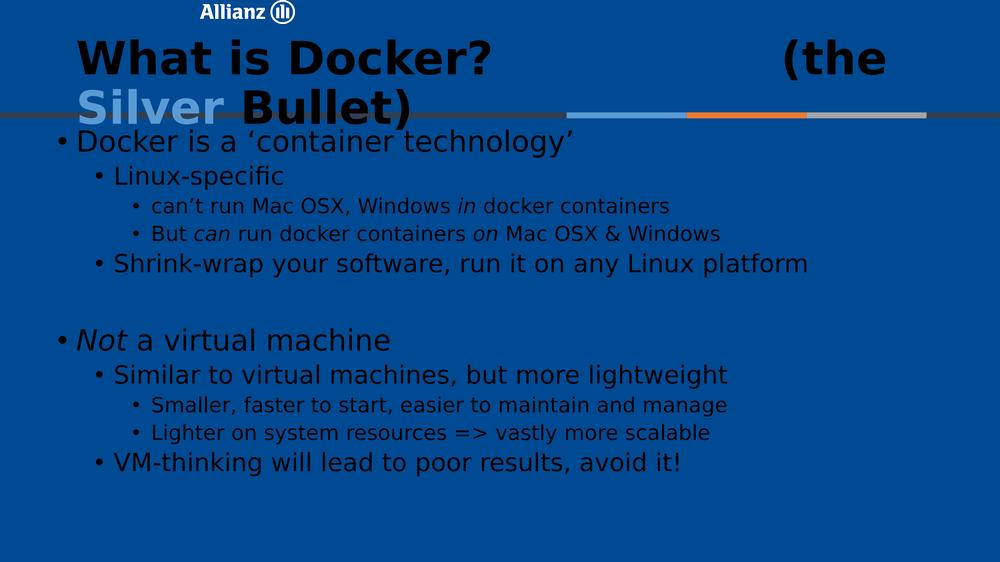 Allianz
What is Docker? (the
Silver Bullet)
• Docker is a ‘container technology’
• Linux-specific
• can’t run Mac OSX, Windows in docker containers
• But can run docker containers on Mac OSX & Windows
• Shrink-wrap your software, run it on any Linux platform
• Not a virtual machine
• Similar to virtual machines, but more lightweight
• Smaller, faster to start, easier to maintain and manage
• Lighter on system resources => vastly more scalable
• VM-thinking will lead to poor results, avoid it!